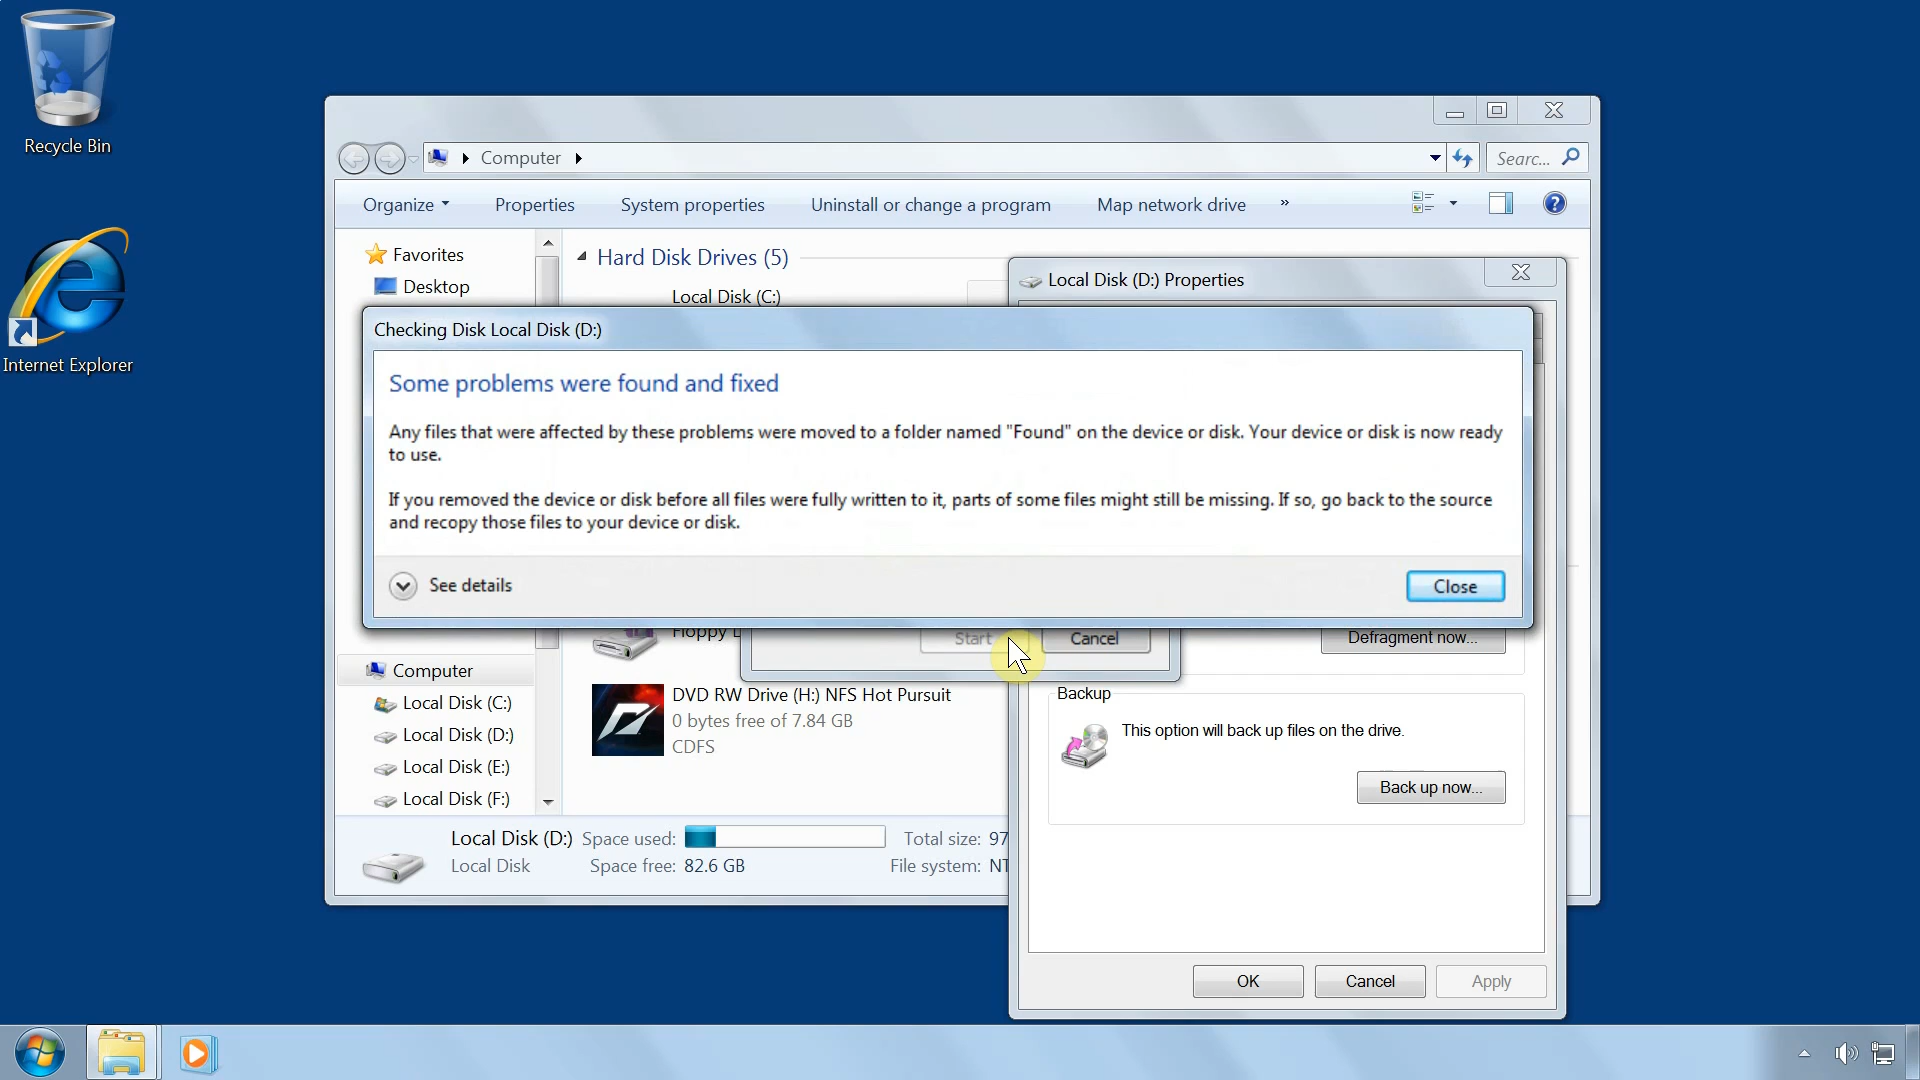 Recycle Bin
Internet Explorer
Computer
Searc...
Organize
Properties
System properties
Uninstall or change a program
Map network drive
»
Favorites
Desktop
Hard Disk Drives (5)
Local Disk (C:)
Local Disk (D:) Properties
Checking Disk Local Disk (D:)
Some problems were found and fixed
Any files that were affected by these problems were moved to a folder named "Found" on the device or disk. Your device or disk is now ready
to use.
If you removed the device or disk before all files were fully written to it, parts of some files might still be missing. If so, go back to the source
and recopy those files to your device or disk.
See details
Close
Floppy
Start
Cancel
Defragment now...
Computer
Local Disk (C:)
Local Disk (D:)
Local Disk (E:)
Local Disk (F:)
DVD RW Drive (H:) NFS Hot Pursuit
0 bytes free of 7.84 GB
CDFS
Backup
This option will back up files on the drive.
Back up now...
Local Disk (D:) Space used: Total size: 97
Local Disk Space free: 82.6 GB File system: NT
OK
Cancel
Apply